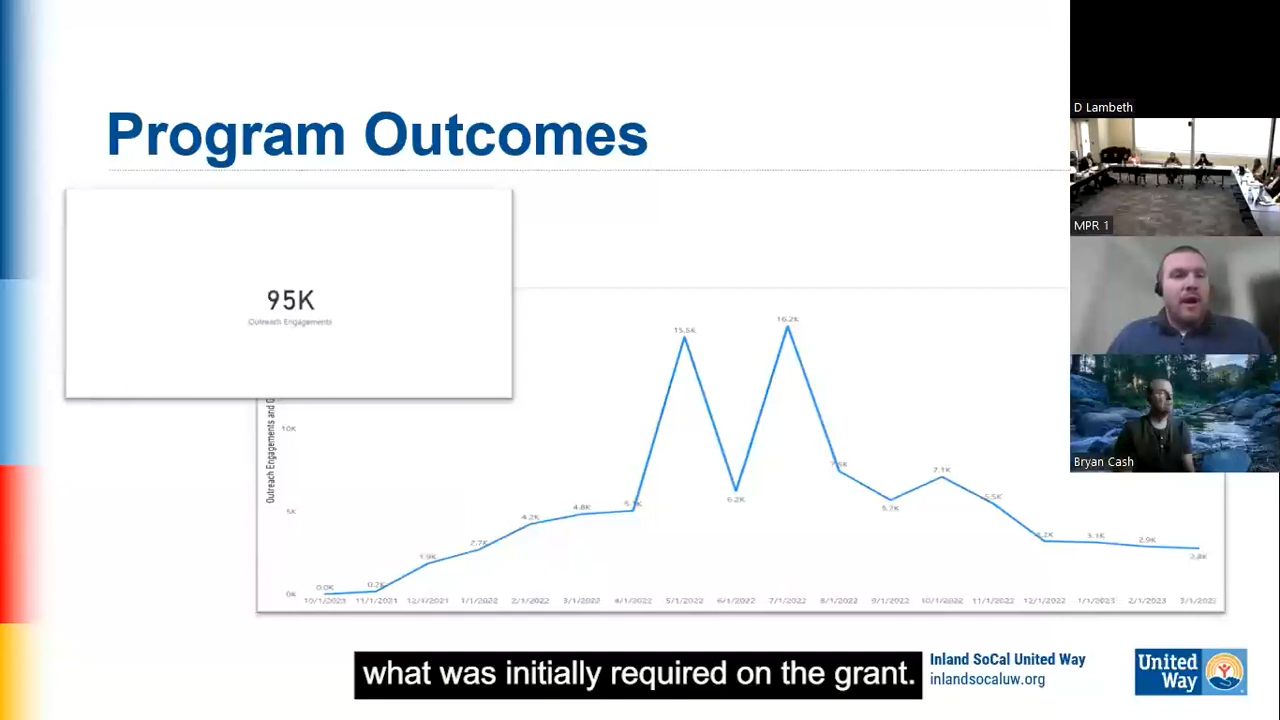 Program Outcomes
95K
Outreach Engagements
Outreach Engagements and
10K
5K
0K
0.0K
0.2K
1.9K
2.7K
4.2K
4.8K
5.1K
15.6K
6.2K
16.2K
7.5K
5.7K
7.1K
5.5K
3.2K
3.1K
2.9K
2.8K
10/1/2021 11/1/2021 12/1/2021 1/1/2022 2/1/2022 3/1/2022 4/1/2022 5/1/2022 6/1/2022 7/1/2022 8/1/2022 9/1/2022 10/1/2022 11/1/2022 12/1/2022 1/1/2023 2/1/2023 3/1/2023
D Lambeth
MPR 1
Bryan Cash
what was initially required on the grant.
Inland SoCal United Way
inlandsocaluw.org
United
Way